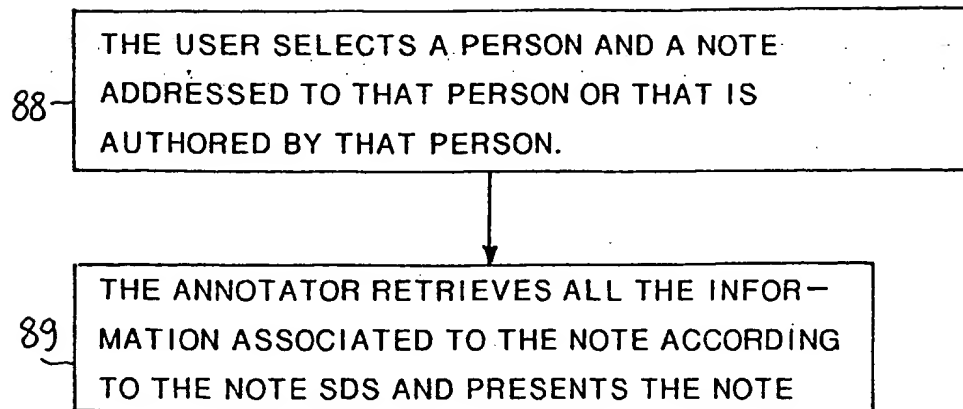 THE USER SELECTS A PERSON AND A NOTE
ADDRESSED TO THAT PERSON OR THAT IS
88
AUTHORED BY THAT PERSON.
THE ANNOTATOR RETRIEVES ALL THE INFOR-
89
MATION ASSOCIATED TO THE NOTE ACCORDING
TO THE NOTE SDS AND PRESENTS THE NOTE